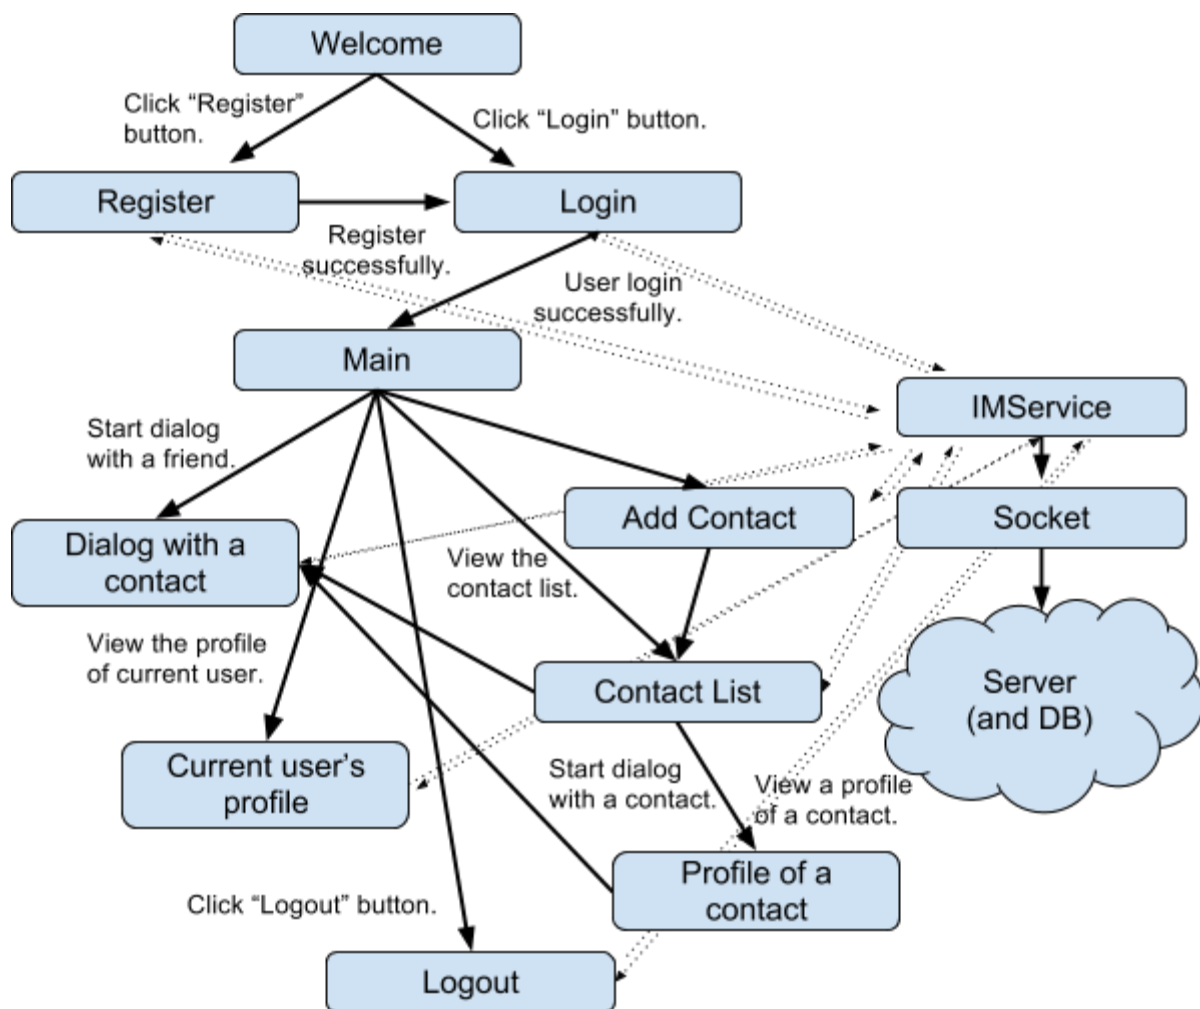 Welcome
Click “Register”
button.
Click “Login” button.
Register
Login
Register
successfully.
User login
successfully.
Main
IMService
Start dialog
with a friend.
Add Contact
Socket
Dialog with a
contact
View the
contact list.
View the profile
of current user.
Contact List
Server
(and DB)
Current user’s
profile
Start dialog
with a contact.
View a profile
of a contact.
Profile of a
contact
Click “Logout” button.
Logout